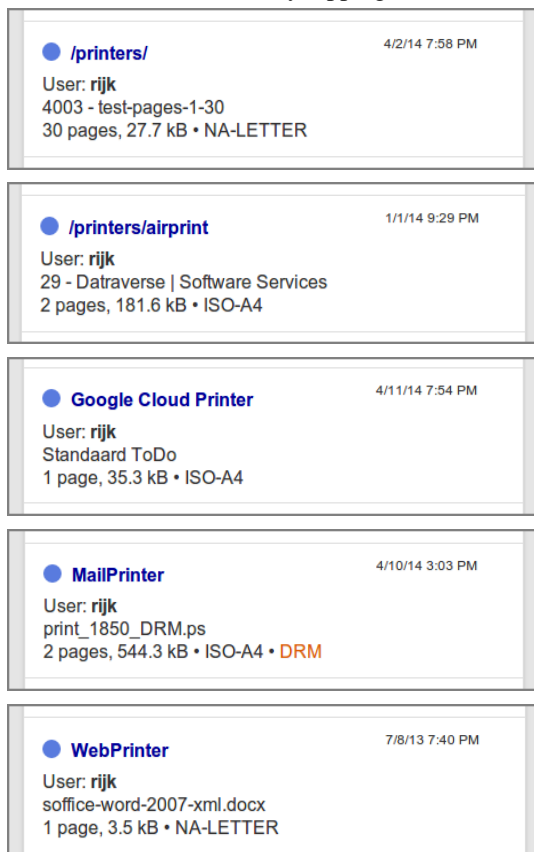 /printers/ 4/2/14 7:58 PM
User: rijk
4003 - test-pages-1-30
30 pages, 27.7 kB • NA-LETTER
/printers/airprint 1/1/14 9:29 PM
User: rijk
29 - Datraverse | Software Services
2 pages, 181.6 kB • ISO-A4
Google Cloud Printer 4/11/14 7:54 PM
User: rijk
Standaard ToDo
1 page, 35.3 kB • ISO-A4
MailPrinter 4/10/14 3:03 PM
User: rijk
print_1850_DRM.ps
2 pages, 544.3 kB • ISO-A4 • DRM
WebPrinter 7/8/13 7:40 PM
User: rijk
soffice-word-2007-xml.docx
1 page, 3.5 kB • NA-LETTER